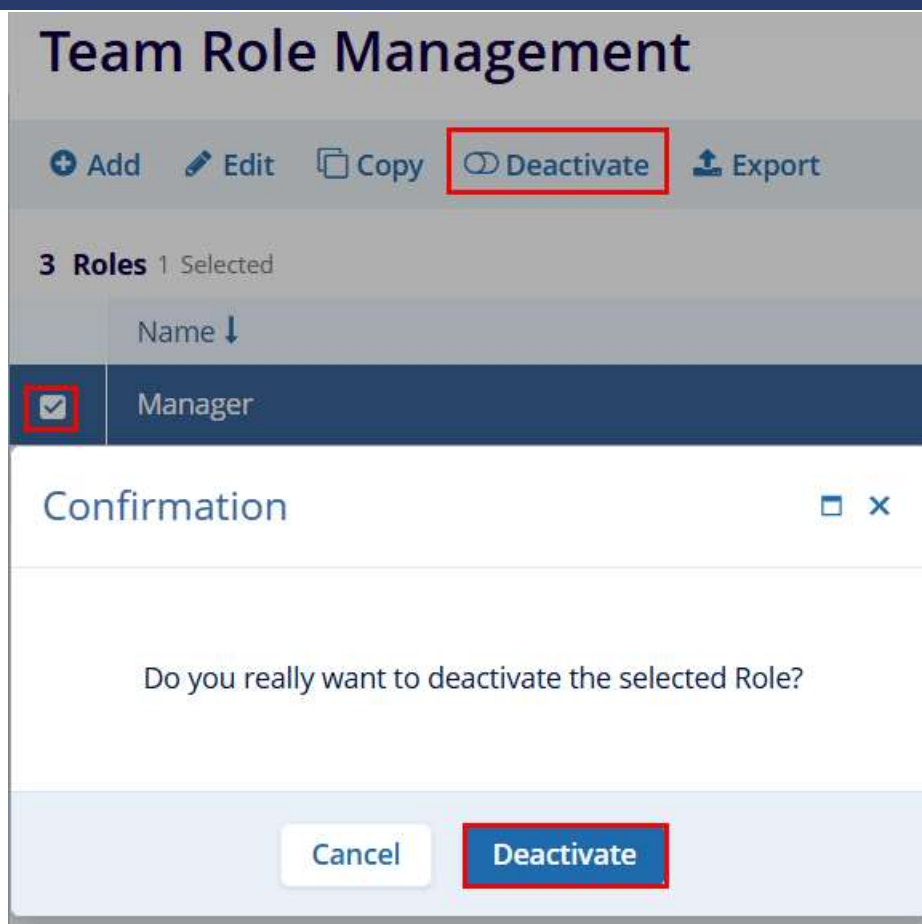 Team Role Management
Add Edit Copy Deactivate Export
3 Roles 1 Selected
Name
Manager
Confirmation
Do you really want to deactivate the selected Role?
Cancel Deactivate